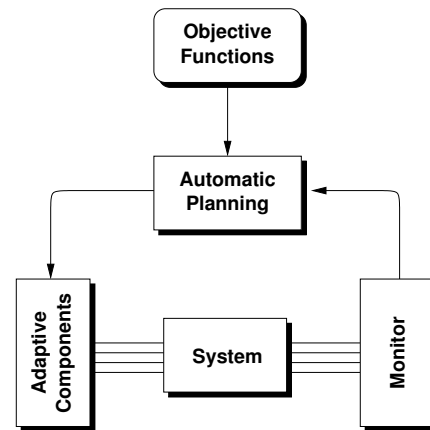 Objective
Functions
Automatic
Planning
Adaptive
Components
System
Monitor